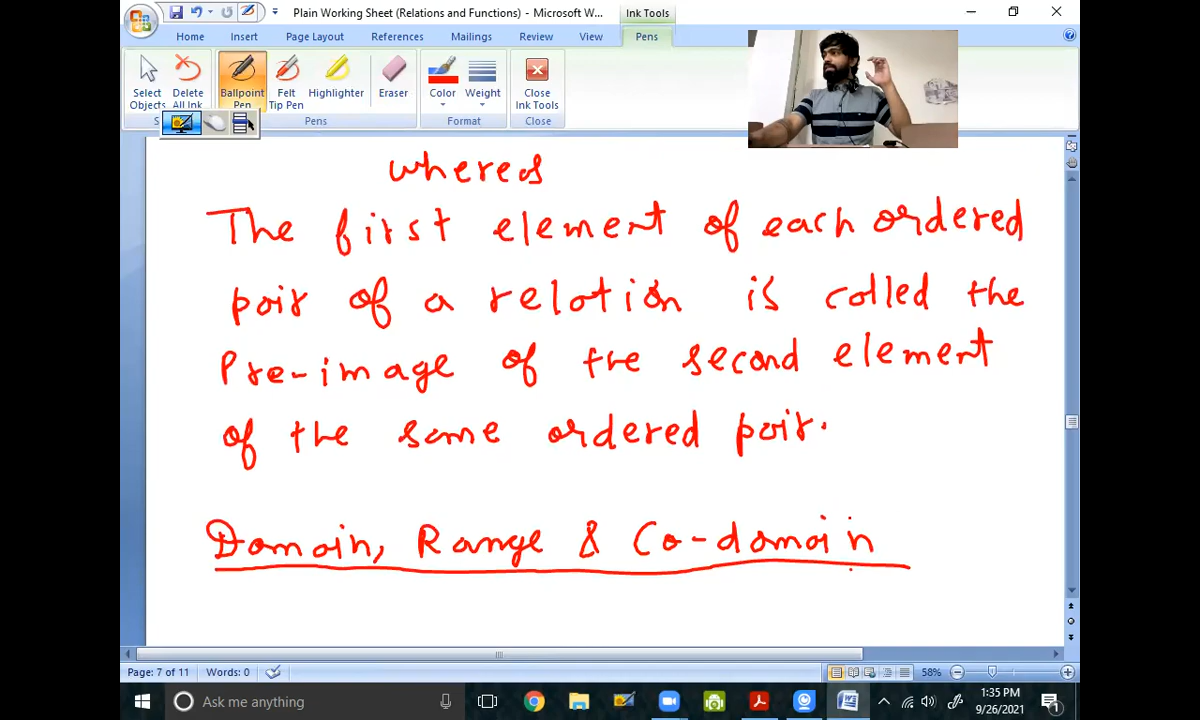 Plain Working Sheet (Relations and Functions) - Microsoft W...
Ink Tools
Home Insert Page Layout References Mailings Review View Pens
Select Objects
Delete All Ink
Ballpoint Pen
Felt Tip Pen
Highlighter
Eraser
Color
Weight
Close Ink Tools
Pens
Format
Close
whereas
The first element of each ordered
pair of a relation is called the
Pre-image of the second element
of the same ordered pair.
Domain, Range & Co-domain
Page: 7 of 11 Words: 0 58%
Ask me anything
1:35 PM
9/26/2021